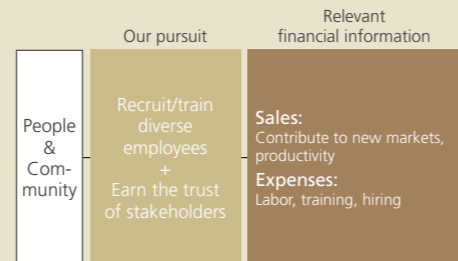 Our pursuit
Relevant
financial information
People
&
Com-
munity
Recruit/train
diverse
employees
+
Earn the trust
of stakeholders
Sales:
Contribute to new markets,
productivity
Expenses:
Labor, training, hiring